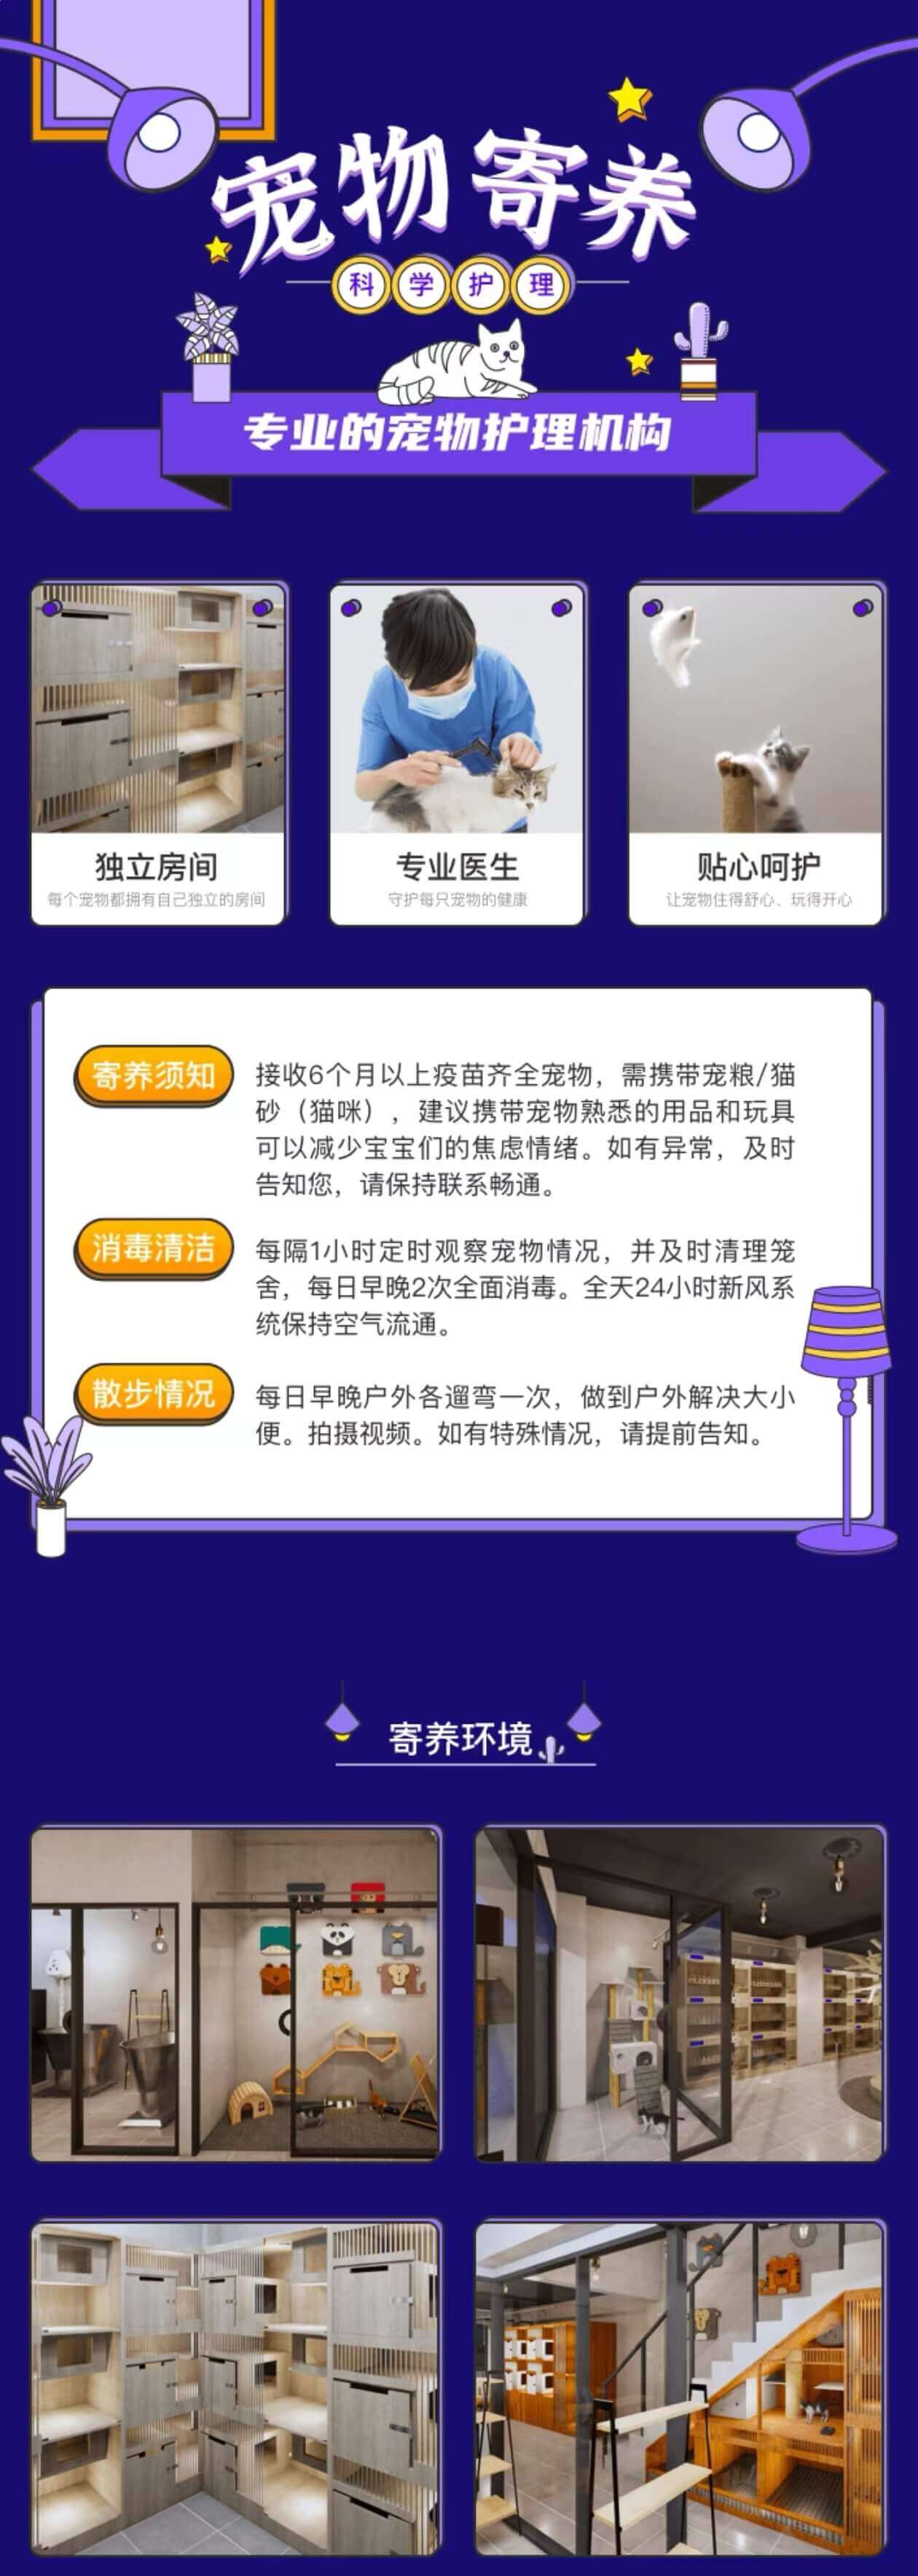 宠物寄养
科学护理
专业的宠物护理机构
独立房间
每个宠物都拥有自己独立的房间
专业医生
守护每只宠物的健康
贴心呵护
让宠物住得舒心、玩得开心
寄养须知
接收6个月以上疫苗齐全宠物，需携带宠粮/猫
砂（猫咪），建议携带宠物熟悉的用品和玩具
可以减少宝宝们的焦虑情绪。如有异常，及时
告知您，请保持联系畅通。
消毒清洁
每隔1小时定时观察宠物情况，并及时清理笼
舍，每日早晚2次全面消毒。全天24小时新风系
统保持空气流通。
散步情况
每日早晚户外各遛弯一次，做到户外解决大小
便。拍摄视频。如有特殊情况，请提前告知。
寄养环境